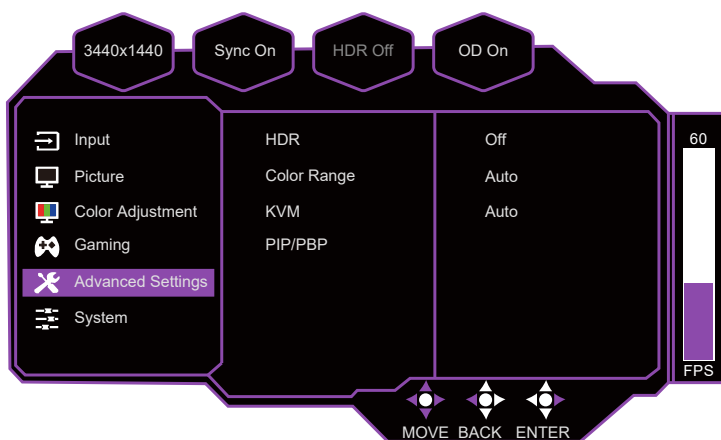 3440x1440
Sync On
HDR Off
OD On
Input
Picture
Color Adjustment
Gaming
Advanced Settings
System
HDR
Off
Color Range
Auto
KVM
Auto
PIP/PBP
60
FPS
MOVE
BACK
ENTER